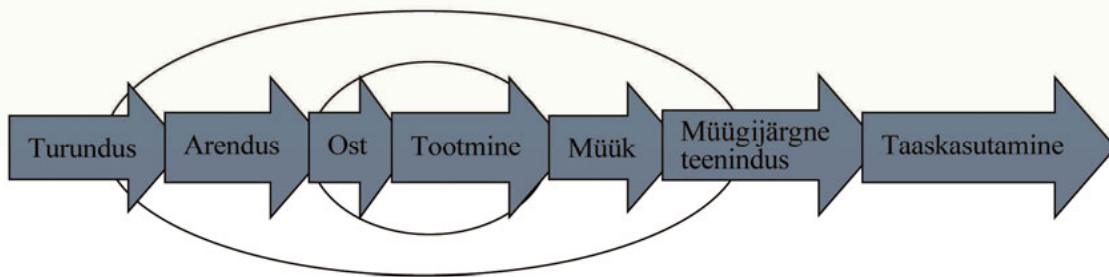 Turundus
Arendus
Ost
Tootmine
Müük
Müügijärgne
teenindus
Taaskasutamine